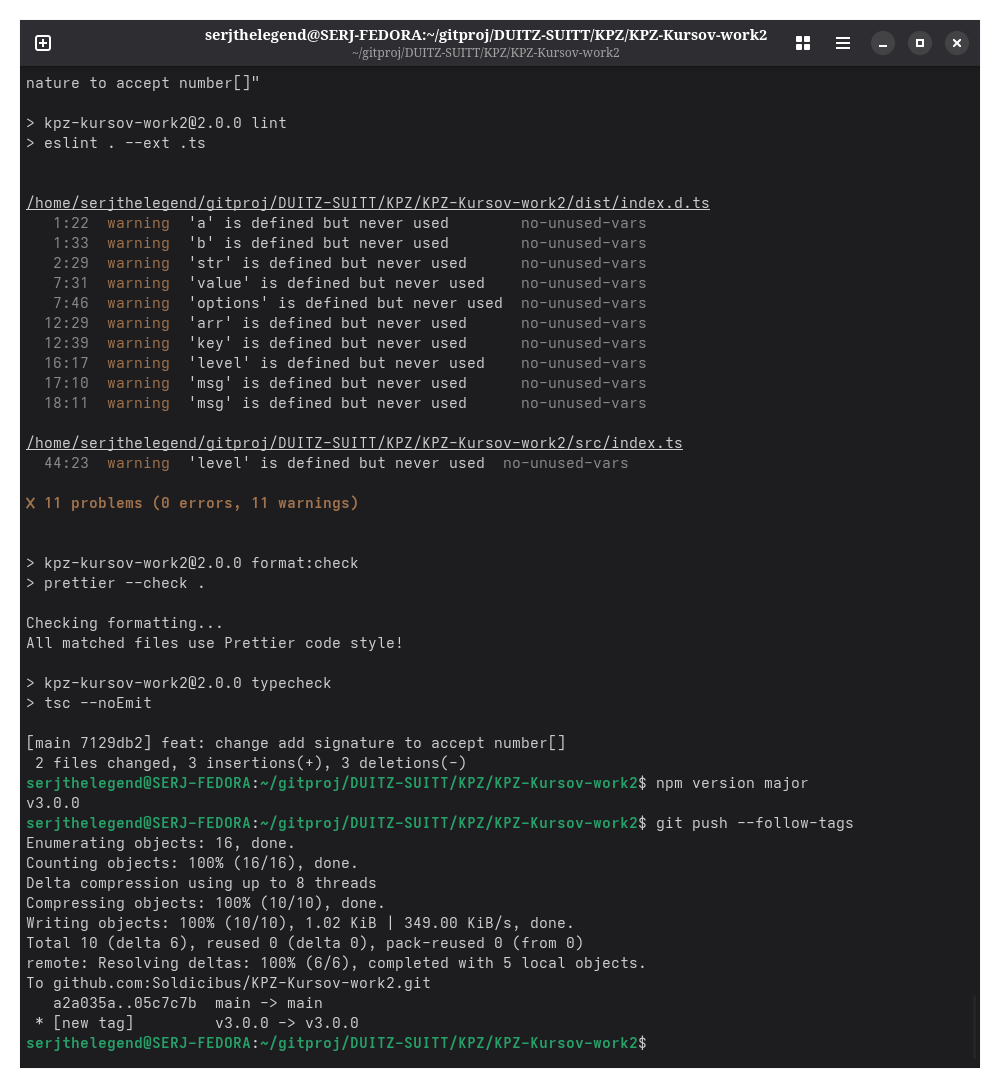 serjthelegend@SERJ-FEDORA:~/gitproj/DUITZ-SUITT/KPZ/KPZ-Kursov-work2
~/gitproj/DUITZ-SUITT/KPZ/KPZ-Kursov-work2
nature to accept number[]"
> kpz-kursov-work2@2.0.0 lint
> eslint . --ext .ts
/home/serjthelegend/gitproj/DUITZ-SUITT/KPZ/KPZ-Kursov-work2/dist/index.d.ts
1:22  warning  'a' is defined but never used        no-unused-vars
1:33  warning  'b' is defined but never used        no-unused-vars
2:29  warning  'str' is defined but never used      no-unused-vars
7:31  warning  'value' is defined but never used    no-unused-vars
7:46  warning  'options' is defined but never used  no-unused-vars
12:29  warning  'arr' is defined but never used      no-unused-vars
12:39  warning  'key' is defined but never used      no-unused-vars
16:17  warning  'level' is defined but never used    no-unused-vars
17:10  warning  'msg' is defined but never used      no-unused-vars
18:11  warning  'msg' is defined but never used      no-unused-vars
/home/serjthelegend/gitproj/DUITZ-SUITT/KPZ/KPZ-Kursov-work2/src/index.ts
44:23  warning  'level' is defined but never used  no-unused-vars
✖ 11 problems (0 errors, 11 warnings)
> kpz-kursov-work2@2.0.0 format:check
> prettier --check .
Checking formatting...
All matched files use Prettier code style!
> kpz-kursov-work2@2.0.0 typecheck
> tsc --noEmit
[main 7129db2] feat: change add signature to accept number[]
2 files changed, 3 insertions(+), 3 deletions(-)
serjthelegend@SERJ-FEDORA:~/gitproj/DUITZ-SUITT/KPZ/KPZ-Kursov-work2$ npm version major
v3.0.0
serjthelegend@SERJ-FEDORA:~/gitproj/DUITZ-SUITT/KPZ/KPZ-Kursov-work2$ git push --follow-tags
Enumerating objects: 16, done.
Counting objects: 100% (16/16), done.
Delta compression using up to 8 threads
Compressing objects: 100% (10/10), done.
Writing objects: 100% (10/10), 1.02 KiB | 349.00 KiB/s, done.
Total 10 (delta 6), reused 0 (delta 0), pack-reused 0 (from 0)
remote: Resolving deltas: 100% (6/6), completed with 5 local objects.
To github.com:Soldicibus/KPZ-Kursov-work2.git
a2a035a..05c7c7b  main -> main
* [new tag]         v3.0.0 -> v3.0.0
serjthelegend@SERJ-FEDORA:~/gitproj/DUITZ-SUITT/KPZ/KPZ-Kursov-work2$